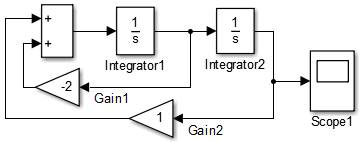 +
+
1
s
Integrator1
1
s
Integrator2
-2
Gain1
1
Gain2
Scope1